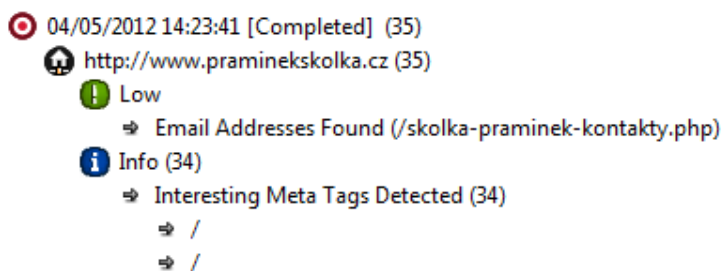 04/05/2012 14:23:41 [Completed] (35)
http://www.praminekskolka.cz (35)
Low
Email Addresses Found (/skolka-praminek-kontakty.php)
Info (34)
Interesting Meta Tags Detected (34)
/
/